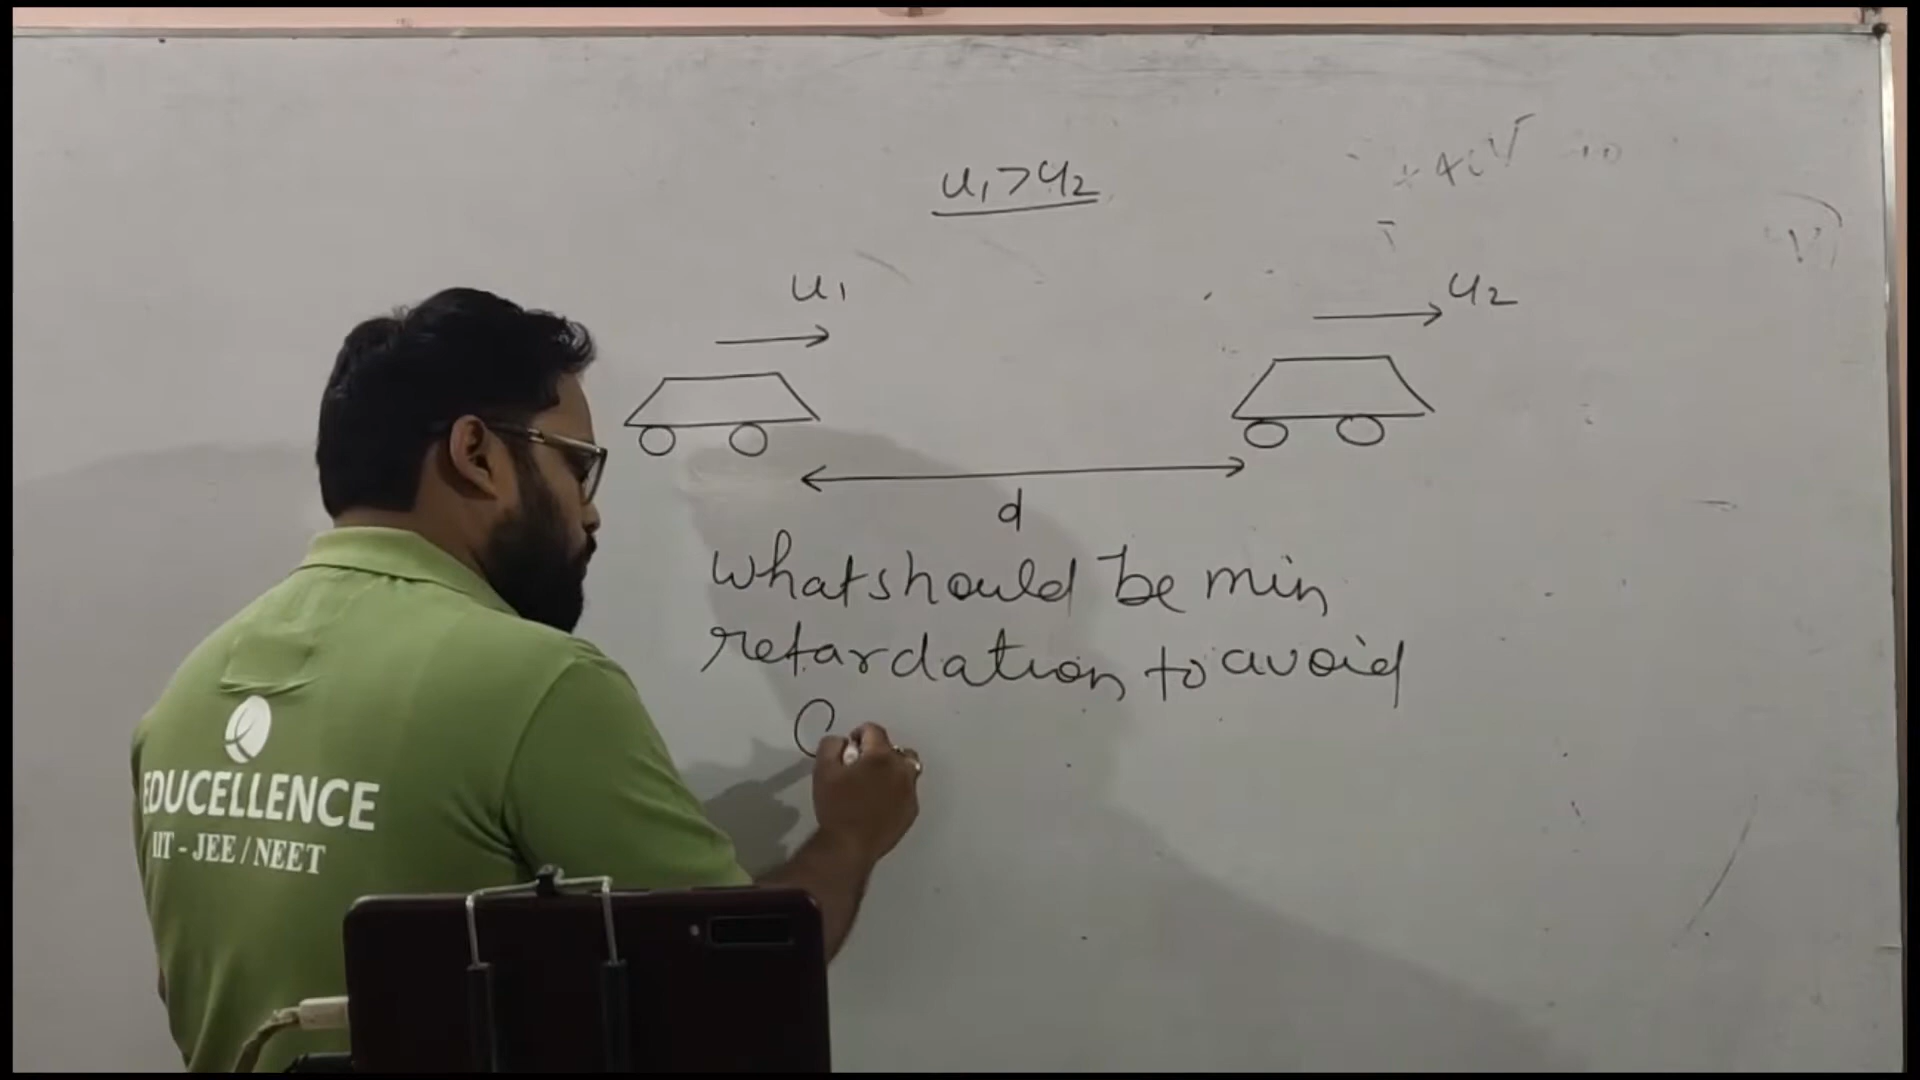 u₁>u₂
u₁
u₂
d
what should be min
retardation to avoid
C
EDUCELLENCE
IIT - JEE / NEET